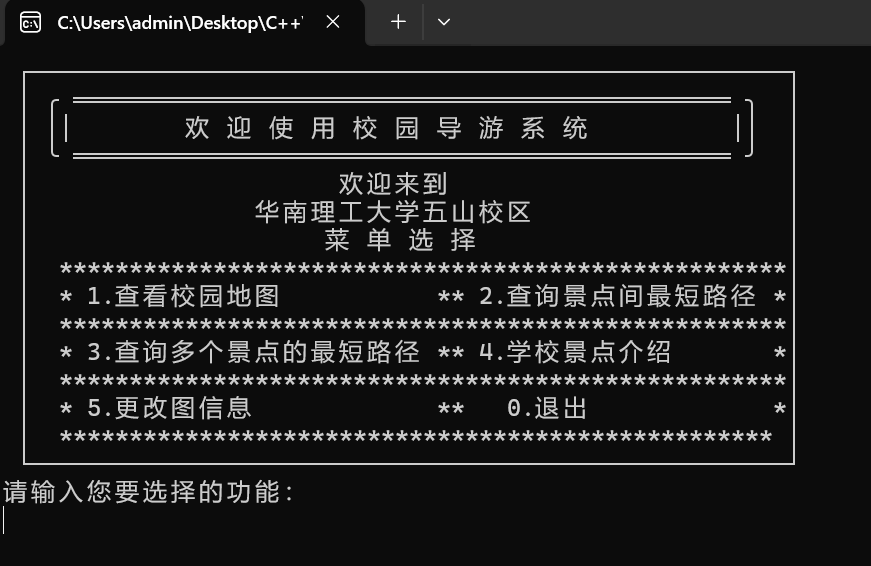 C:\Users\admin\Desktop\C++\
欢 迎 使 用 校 园 导 游 系 统
欢迎来到
华南理工大学五山校区
菜 单 选 择
****************************************************
* 1.查看校园地图 ** 2.查询景点间最短路径 *
****************************************************
* 3.查询多个景点的最短路径 ** 4.学校景点介绍 *
****************************************************
* 5.更改图信息 ** 0.退出 *
***************************************************
请输入您要选择的功能: